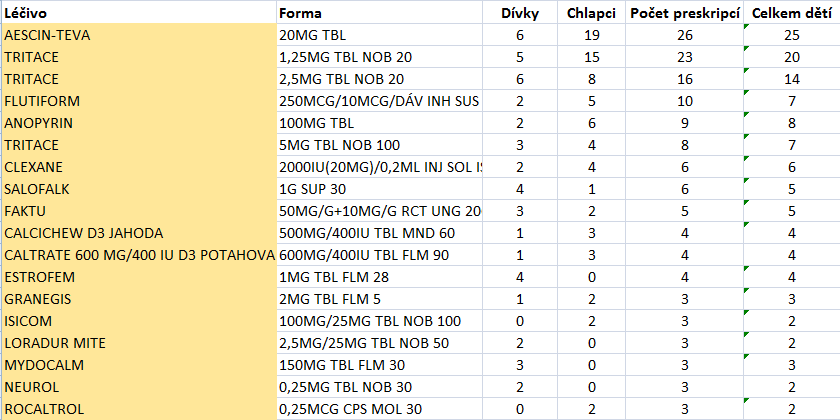 Léčivo Forma Dívky Chlapci Počet preskripcí Celkem dětí
AESCIN-TEVA 20MG TBL 6 19 26 25
TRITACE 1,25MG TBL NOB 20 5 15 23 20
TRITACE 2,5MG TBL NOB 20 6 8 16 14
FLUTIFORM 250MCG/10MCG/DÁV INH SUS 2 5 10 7
ANOPYRIN 100MG TBL 2 6 9 8
TRITACE 5MG TBL NOB 100 3 4 8 7
CLEXANE 2000IU(20MG)/0,2ML INJ SOL 2 4 6 6
SALOFALK 1G SUP 30 4 1 6 5
FAKTU 50MG/G+10MG/G RCT UNG 20 3 2 5 5
CALCICHEW D3 JAHODA 500MG/400IU TBL MND 60 1 3 4 4
CALTRATE 600 MG/400 IU D3 POTAHOVA 600MG/400IU TBL FLM 90 1 3 4 4
ESTROFEM 1MG TBL FLM 28 4 0 4 4
GRANEGIS 2MG TBL FLM 5 1 2 3 3
ISICOM 100MG/25MG TBL NOB 100 0 2 3 2
LORADUR MITE 2,5MG/25MG TBL NOB 50 2 0 3 2
MYDOCALM 150MG TBL FLM 30 3 0 3 3
NEUROL 0,25MG TBL NOB 30 2 0 3 2
ROCALTROL 0,25MCG CPS MOL 30 0 2 3 2